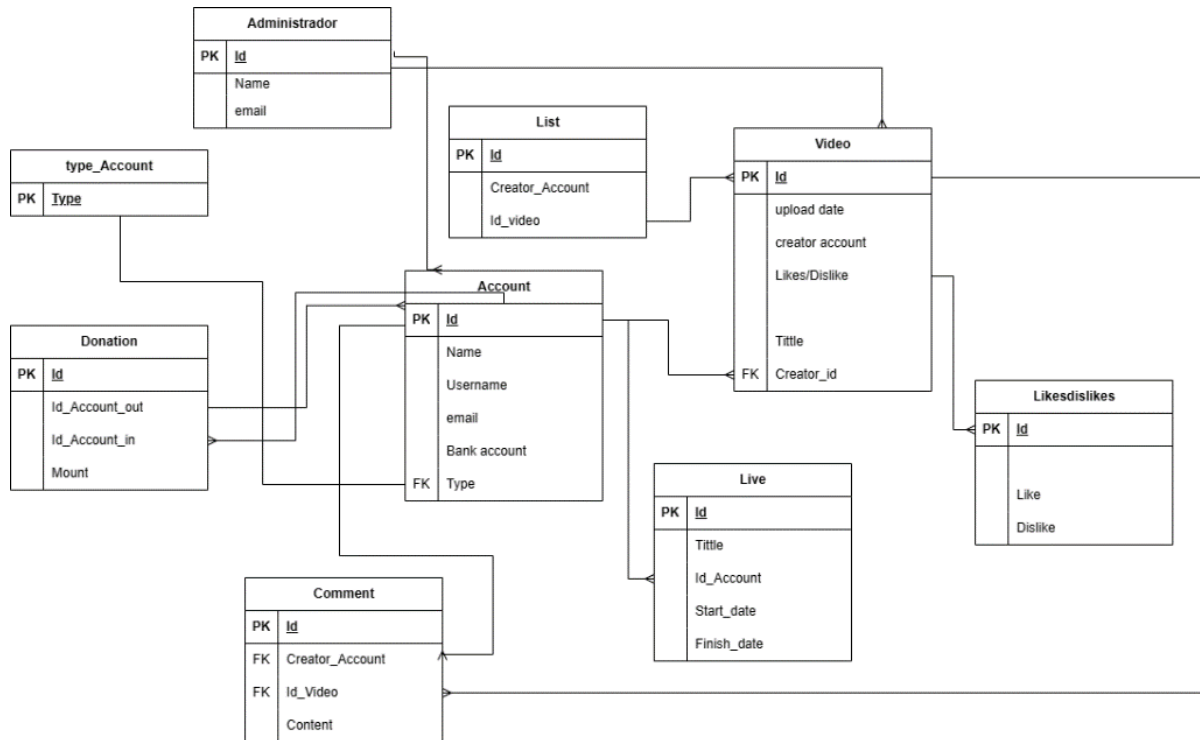 Administrador
PK Id
Name
email
List
PK Id
Creator_Account
Id_video
Video
PK Id
upload date
creator account
Likes/Dislike
Tittle
FK Creator_id
type_Account
PK Type
Account
PK Id
Name
Username
email
Bank account
FK Type
Donation
PK Id
Id_Account_out
Id_Account_in
Mount
Likesdislikes
PK Id
Like
Dislike
Live
PK Id
Tittle
Id_Account
Start_date
Finish_date
Comment
PK Id
FK Creator_Account
FK Id_Video
Content